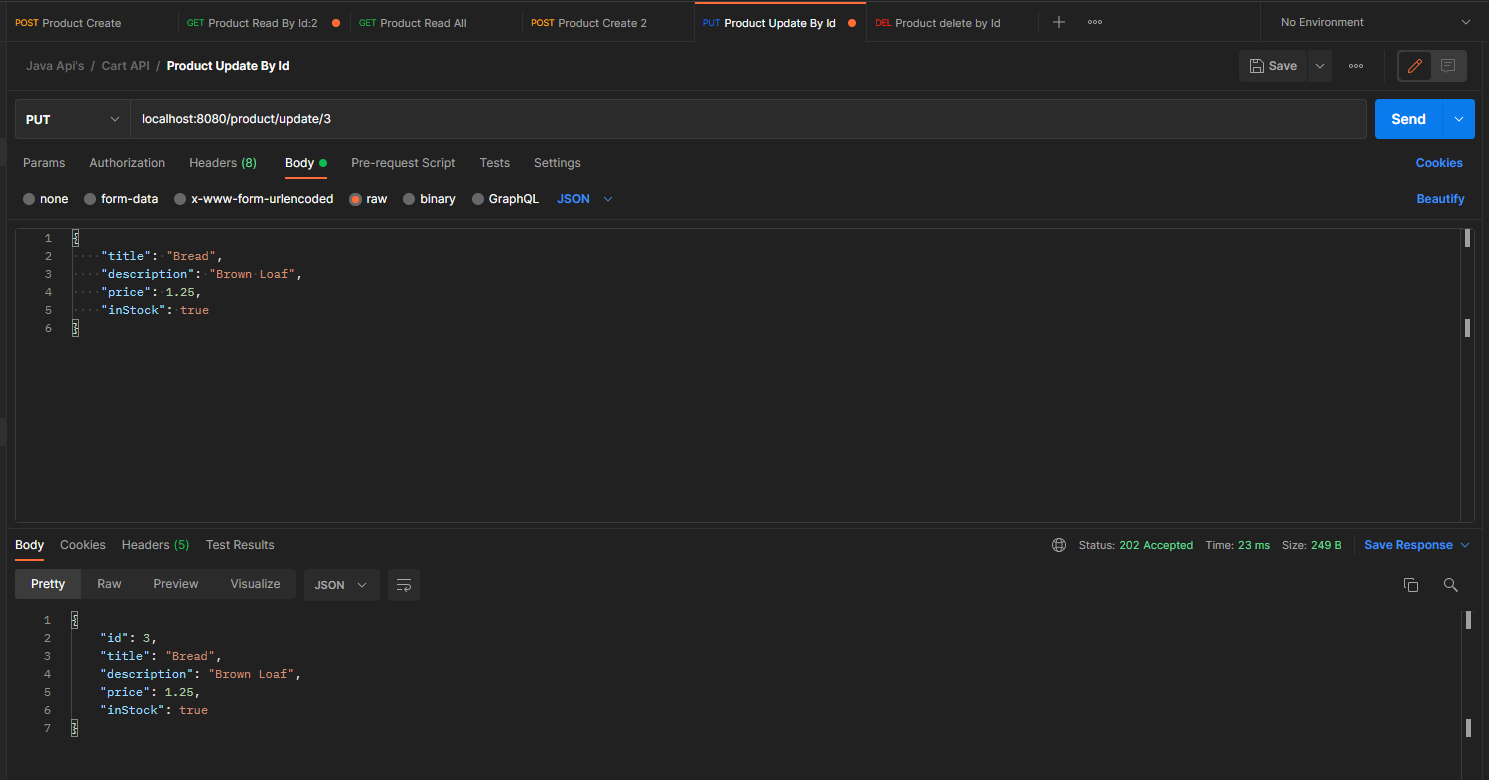 POST Product Create GET Product Read By Id:2 GET Product Read All POST Product Create 2 PUT Product Update By Id DEL Product delete by Id No Environment
Java Api's / Cart API / Product Update By Id Save
PUT localhost:8080/product/update/3 Send
Params Authorization Headers (8) Body Pre-request Script Tests Settings Cookies
none form-data x-www-form-urlencoded raw binary GraphQL JSON Beautify
1 {
2 "title": "Bread",
3 "description": "Brown Loaf",
4 "price": 1.25,
5 "inStock": true
6 }
Body Cookies Headers (5) Test Results Status: 202 Accepted Time: 23 ms Size: 249 B Save Response
Pretty Raw Preview Visualize JSON
1 {
2 "id": 3,
3 "title": "Bread",
4 "description": "Brown Loaf",
5 "price": 1.25,
6 "inStock": true
7 }